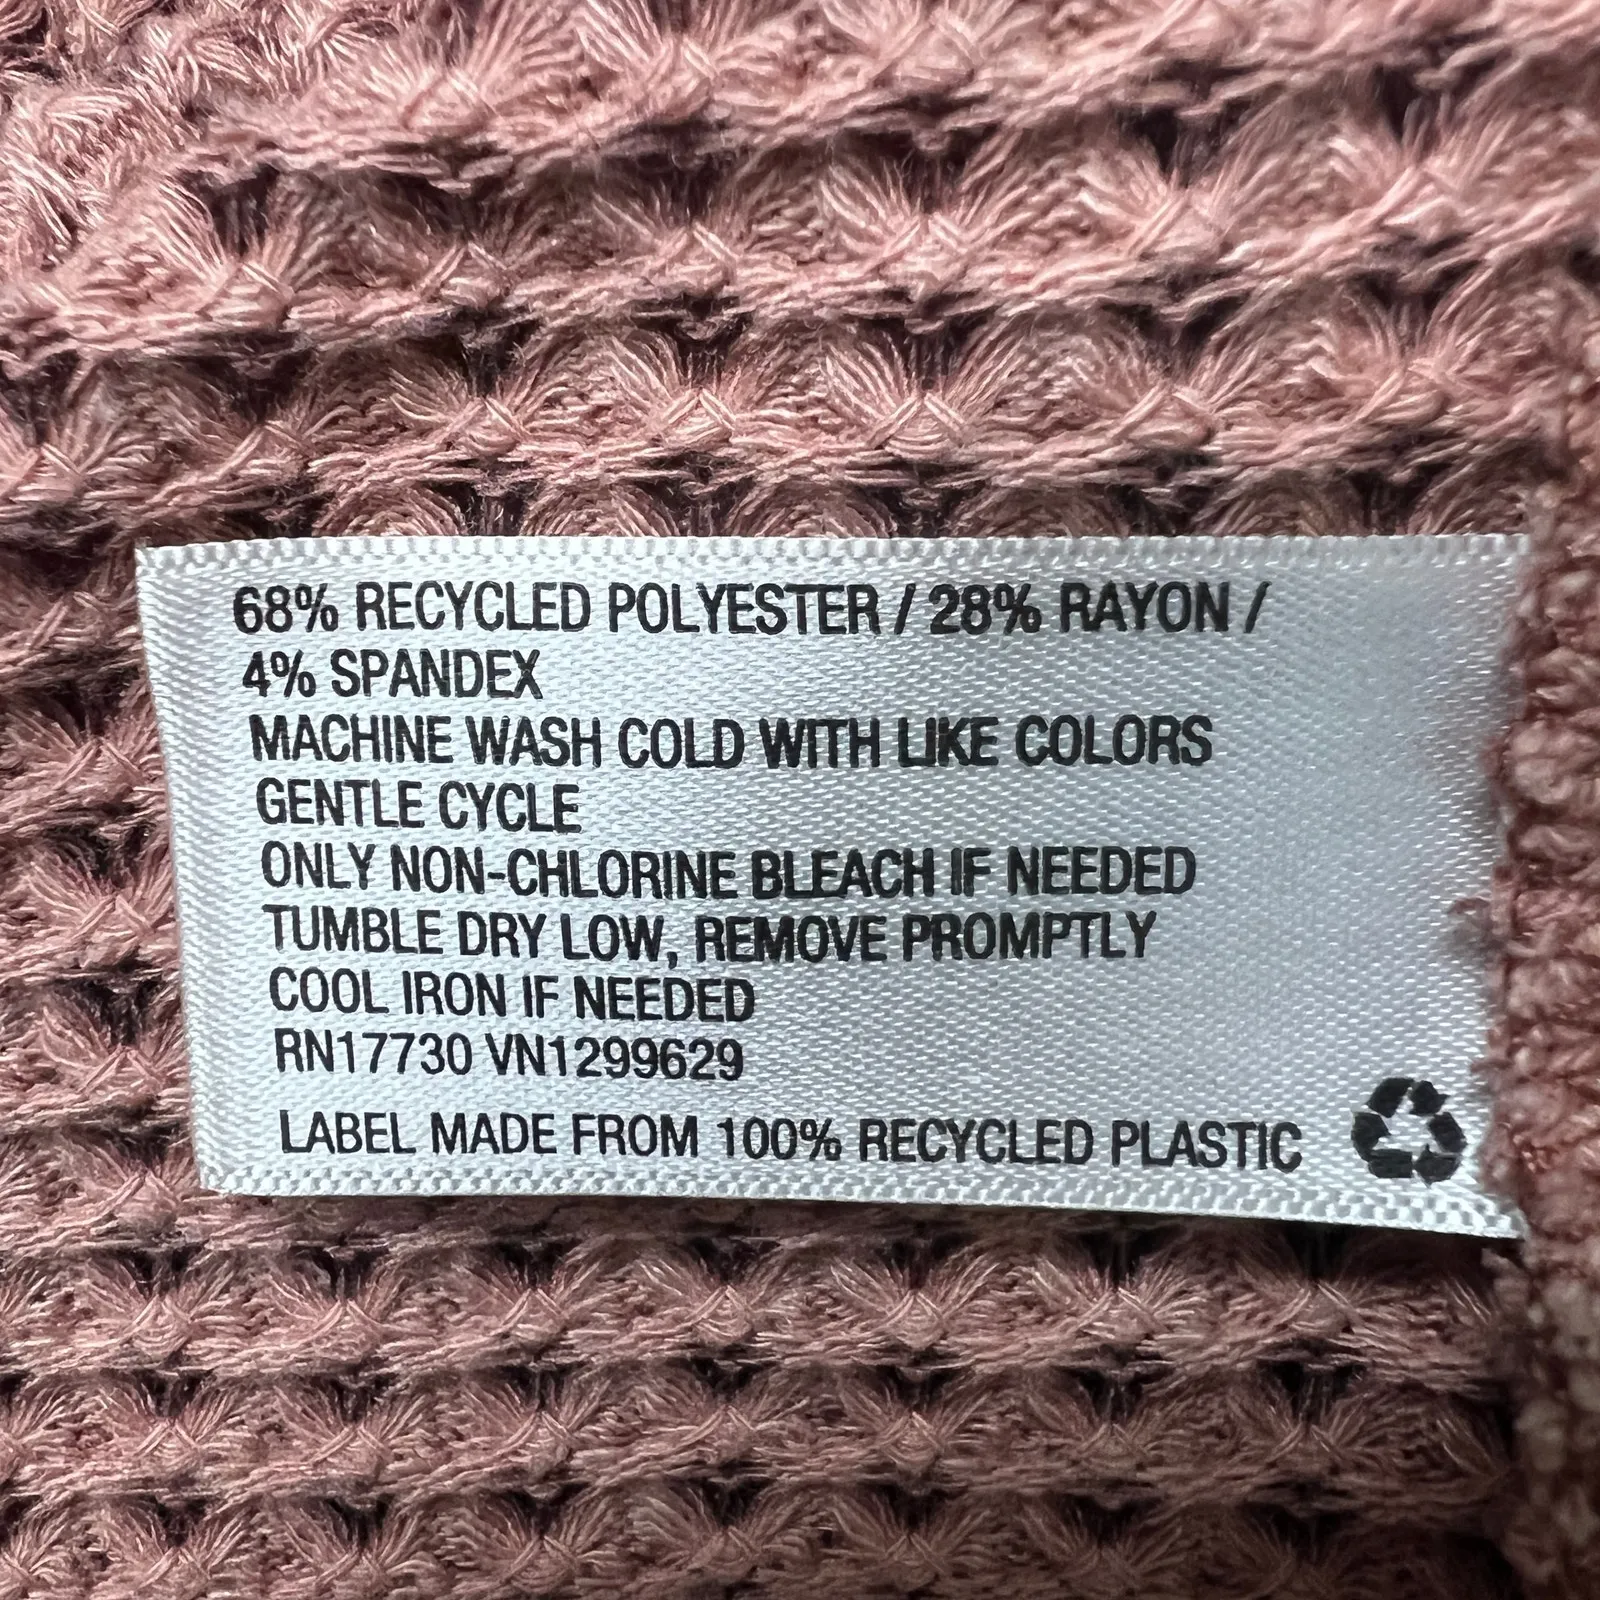 68% RECYCLED POLYESTER / 28% RAYON /
4% SPANDEX
MACHINE WASH COLD WITH LIKE COLORS
GENTLE CYCLE
ONLY NON-CHLORINE BLEACH IF NEEDED
TUMBLE DRY LOW, REMOVE PROMPTLY
COOL IRON IF NEEDED
RN17730 VN1299629
LABEL MADE FROM 100% RECYCLED PLASTIC